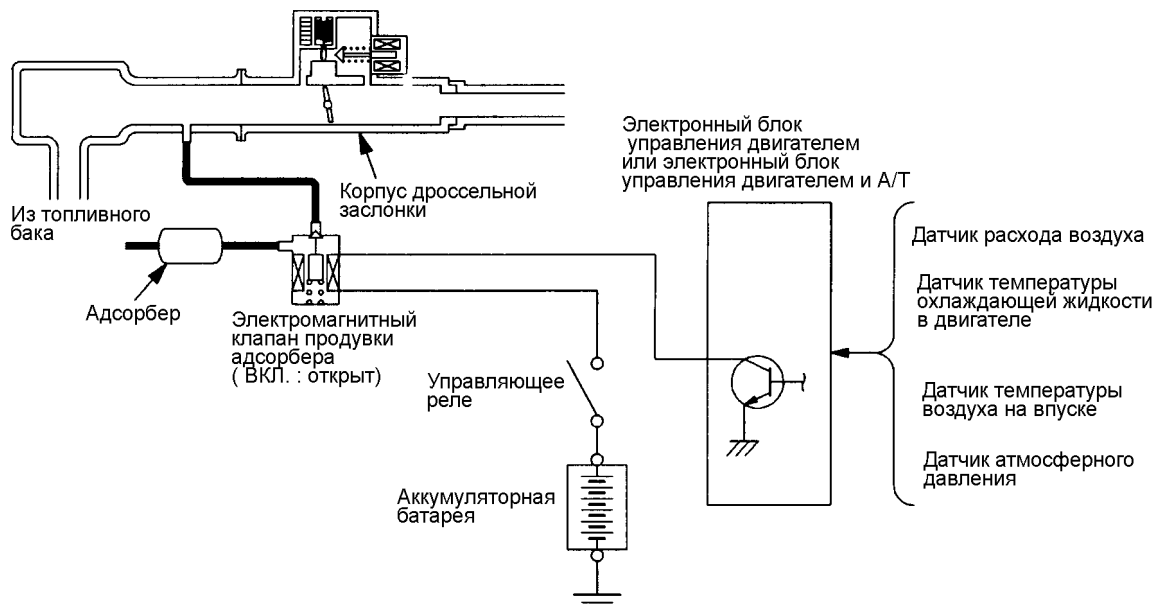 Электронный блок
управления двигателем
или электронный блок
управления двигателем и А/Т
Корпус дроссельной
заслонки
Из топливного
бака
Датчик расхода воздуха
Адсорбер
Датчик температуры
охлаждающей жидкости
в двигателе
Электромагнитный
клапан продувки
адсорбера
( ВКЛ. : открыт)
Управляющее
реле
Датчик температуры
воздуха на впуске
Датчик атмосферного
давления
Аккумуляторная
батарея